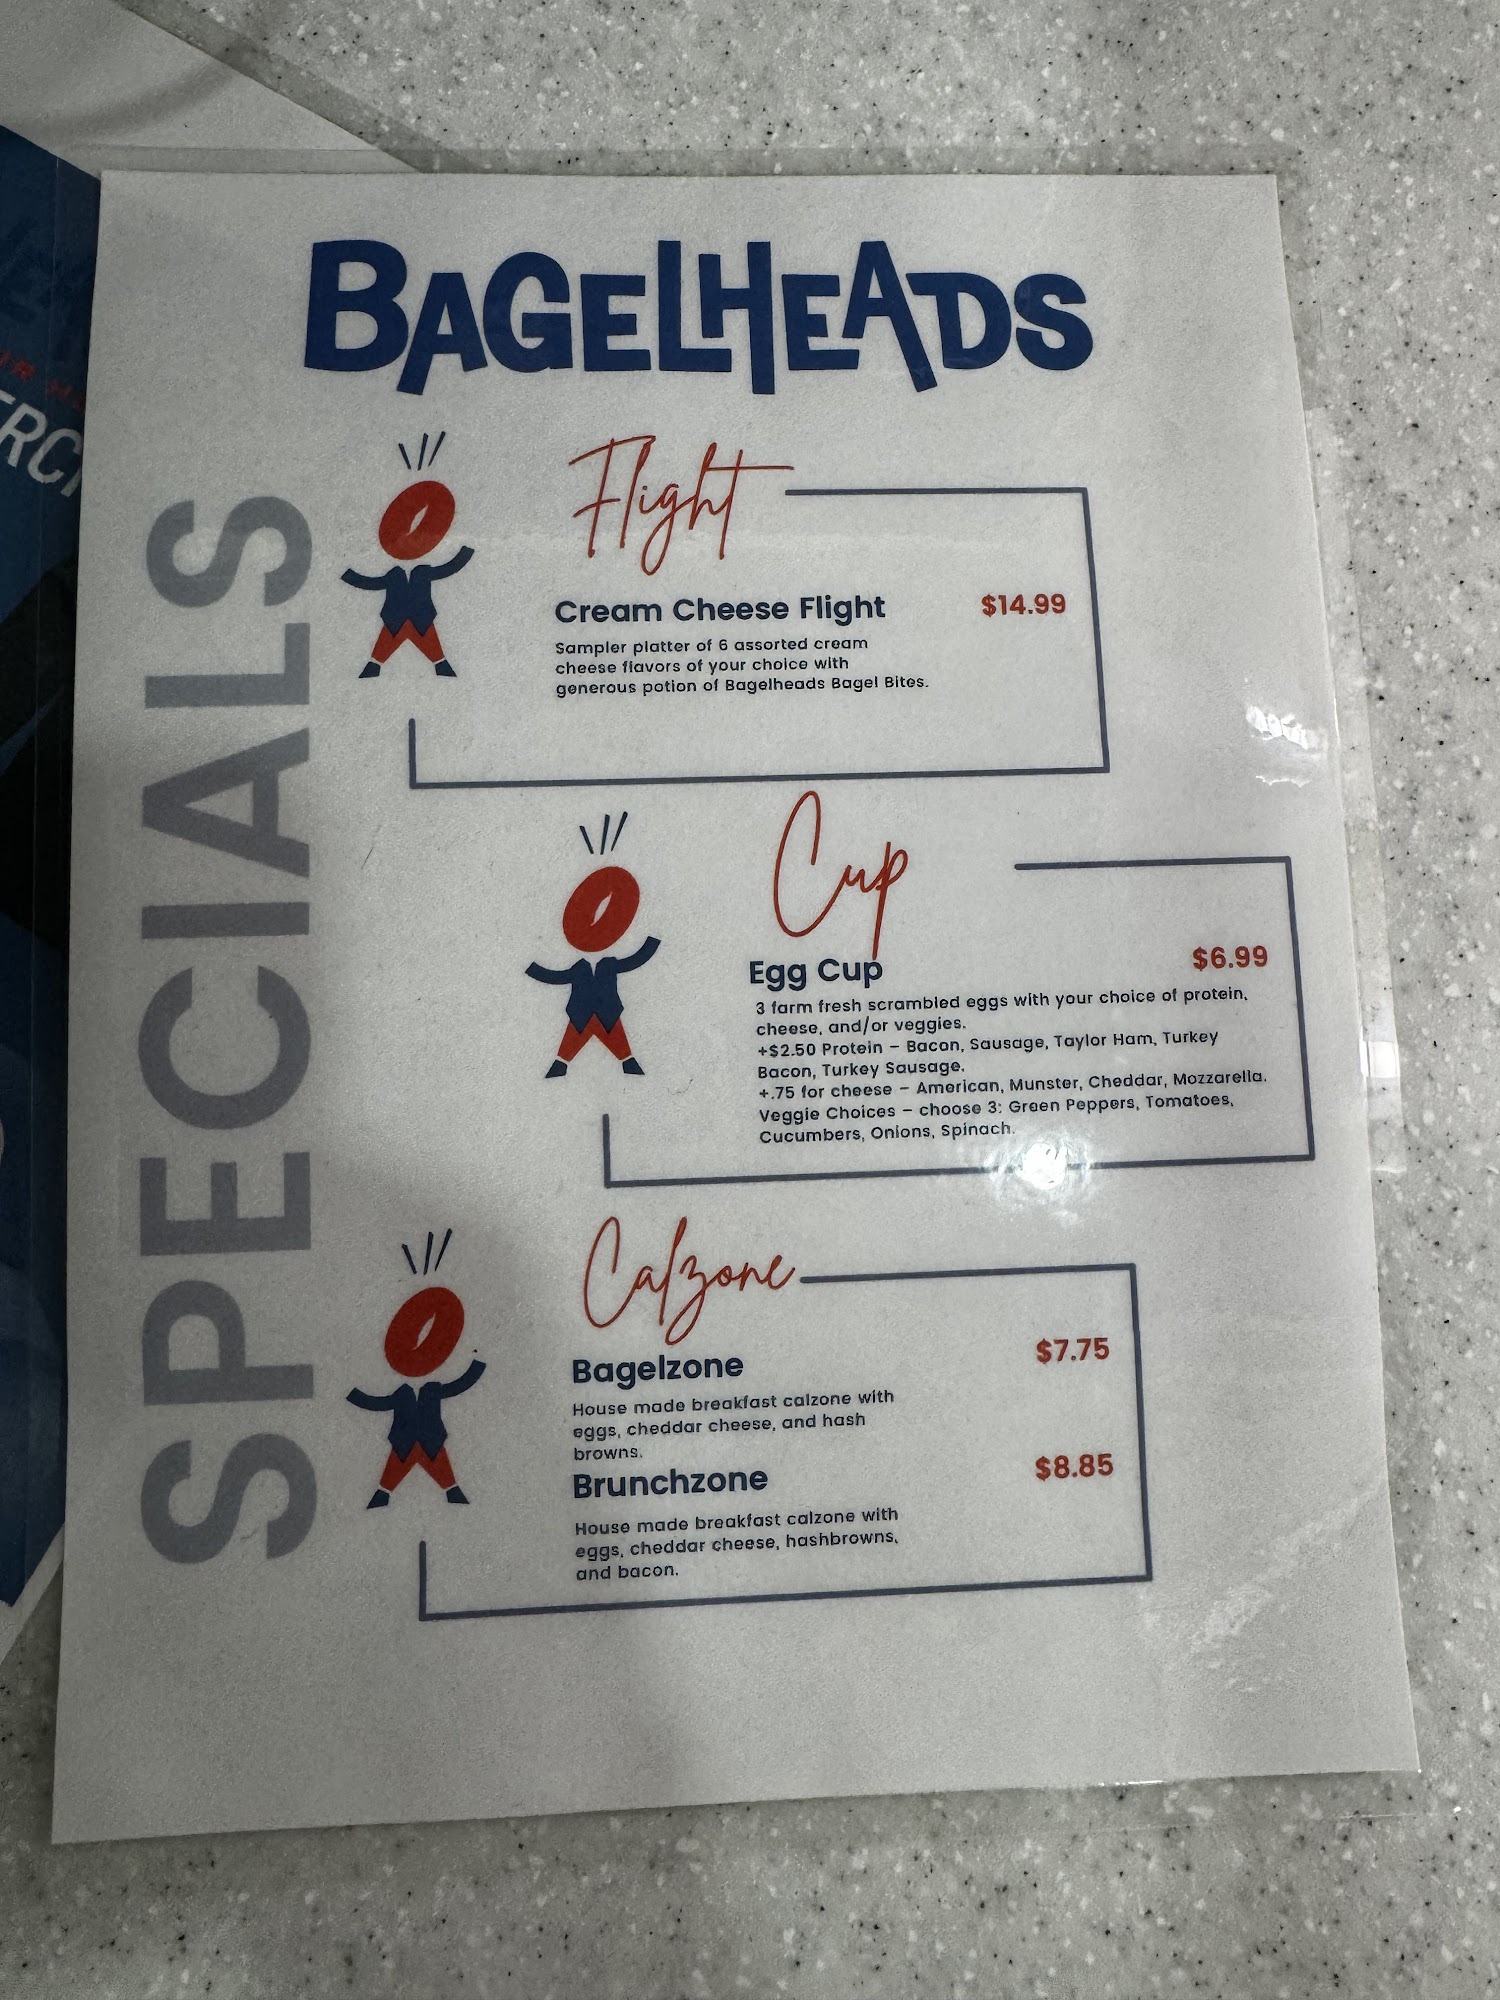 BAGELHEADS
SPECIALS
Flight
Cream Cheese Flight $14.99
Sampler platter of 6 assorted cream
cheese flavors of your choice with
generous potion of Bagelheads Bagel Bites.
Cup
Egg Cup $6.99
3 farm fresh scrambled eggs with your choice of protein,
cheese, and/or veggies.
+$2.50 Protein – Bacon, Sausage, Taylor Ham, Turkey
Bacon, Turkey Sausage.
+.75 for cheese – American, Munster, Cheddar, Mozzarella.
Veggie Choices – choose 3: Green Peppers, Tomatoes,
Cucumbers, Onions, Spinach.
Calzone
Bagelzone $7.75
House made breakfast calzone with
eggs, cheddar cheese, and hash
browns.
Brunchzone $8.85
House made breakfast calzone with
eggs, cheddar cheese, hashbrowns,
and bacon.